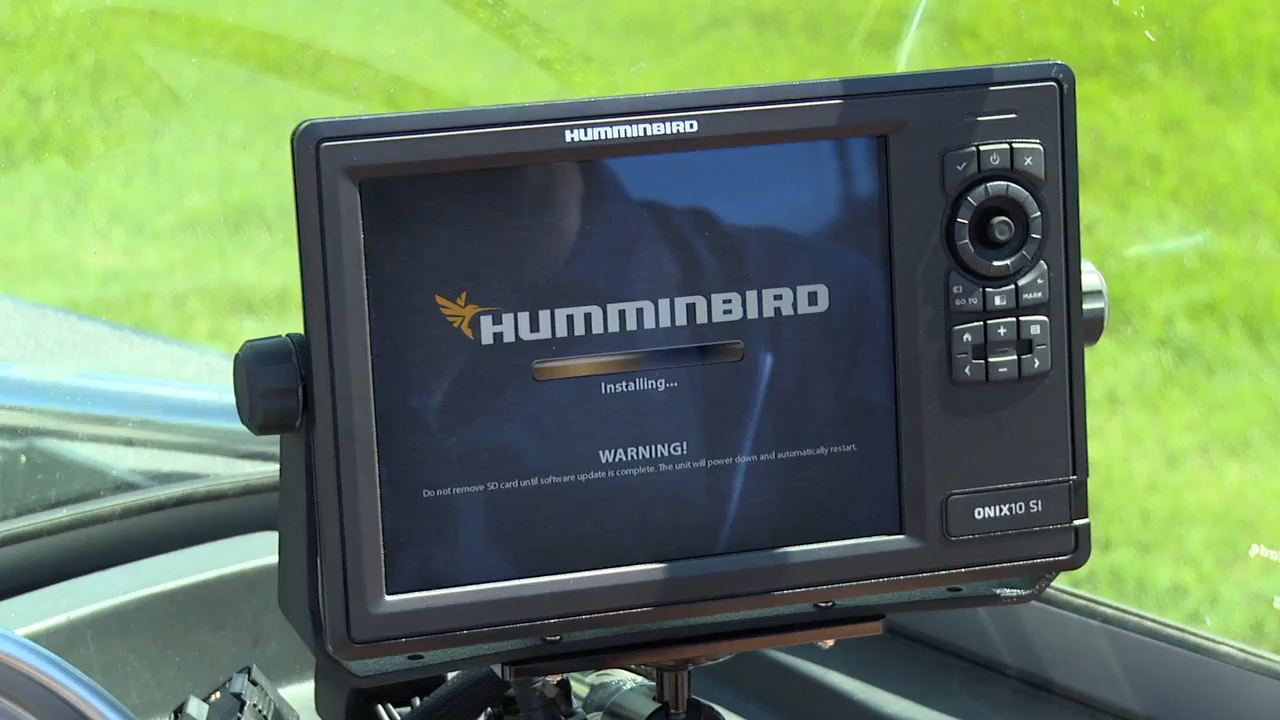 HUMMINBIRD
HUMMINBIRD
Installing...
WARNING!
Do not remove SD card until software update is complete. The unit will power down and automatically restart.
GO TO
MARK
ONIX10 SI